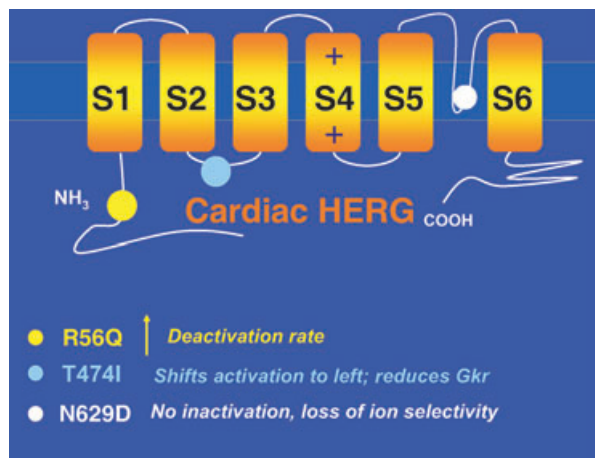 S1 S2 S3 S4 S5 S6
+
+
NH₃
Cardiac HERG
COOH
R56Q Deactivation rate
T474I Shifts activation to left; reduces Gkr
N629D No inactivation, loss of ion selectivity